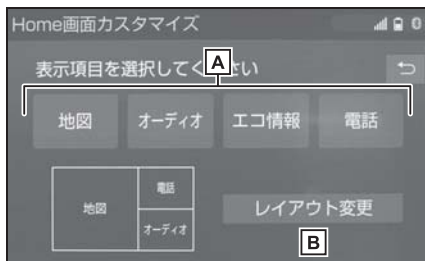 Home画面カスタマイズ
表示項目を選択してください
A
地図 オーディオ エコ情報 電話
地図
電話
オーディオ
レイアウト変更
B